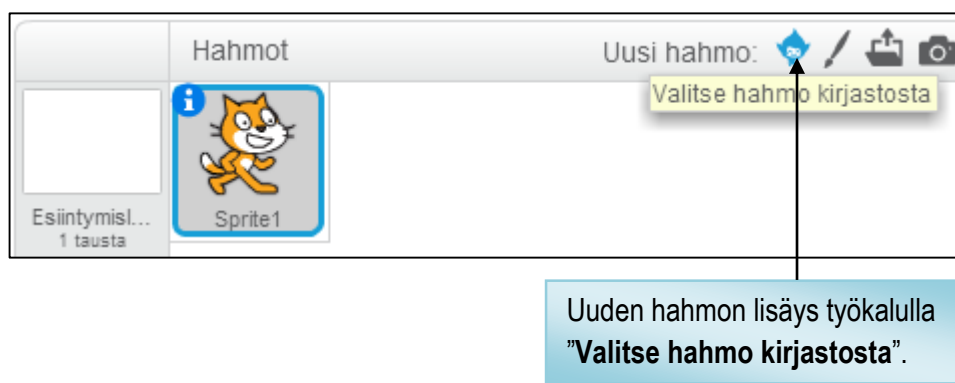 Hahmot
Uusi hahmo:
Valitse hahmo kirjastosta
Sprite1
Esiintymisl...
1 tausta
Uuden hahmon lisäys työkalulla
”Valitse hahmo kirjastosta”.